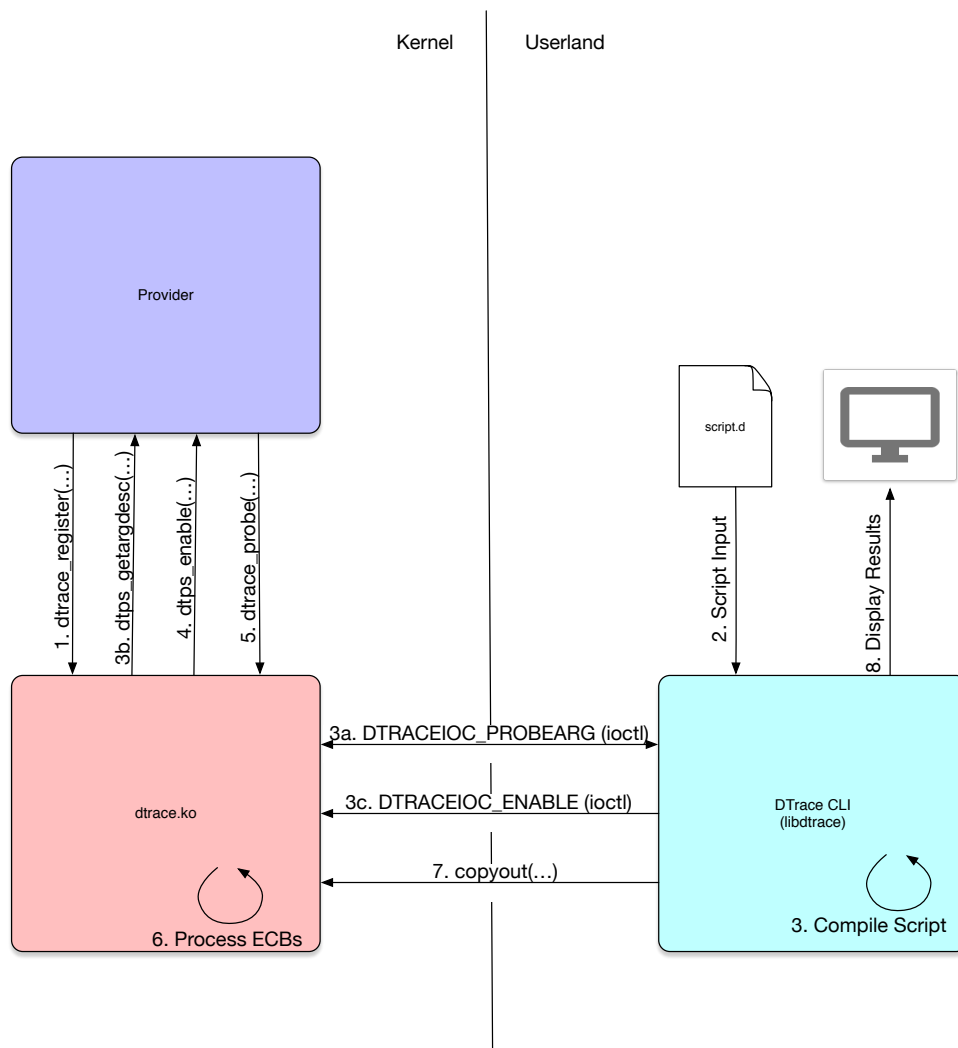 Kernel
Userland
Provider
script.d
1. dtrace_register(...)
3b. dtps_getargdesc(...)
4. dtps_enable(...)
5. dtrace_probe(...)
2. Script Input
8. Display Results
3a. DTRACEIOC_PROBEARG (ioctl)
3c. DTRACEIOC_ENABLE (ioctl)
dtrace.ko
DTrace CLI
(libdtrace)
7. copyout(...)
6. Process ECBs
3. Compile Script